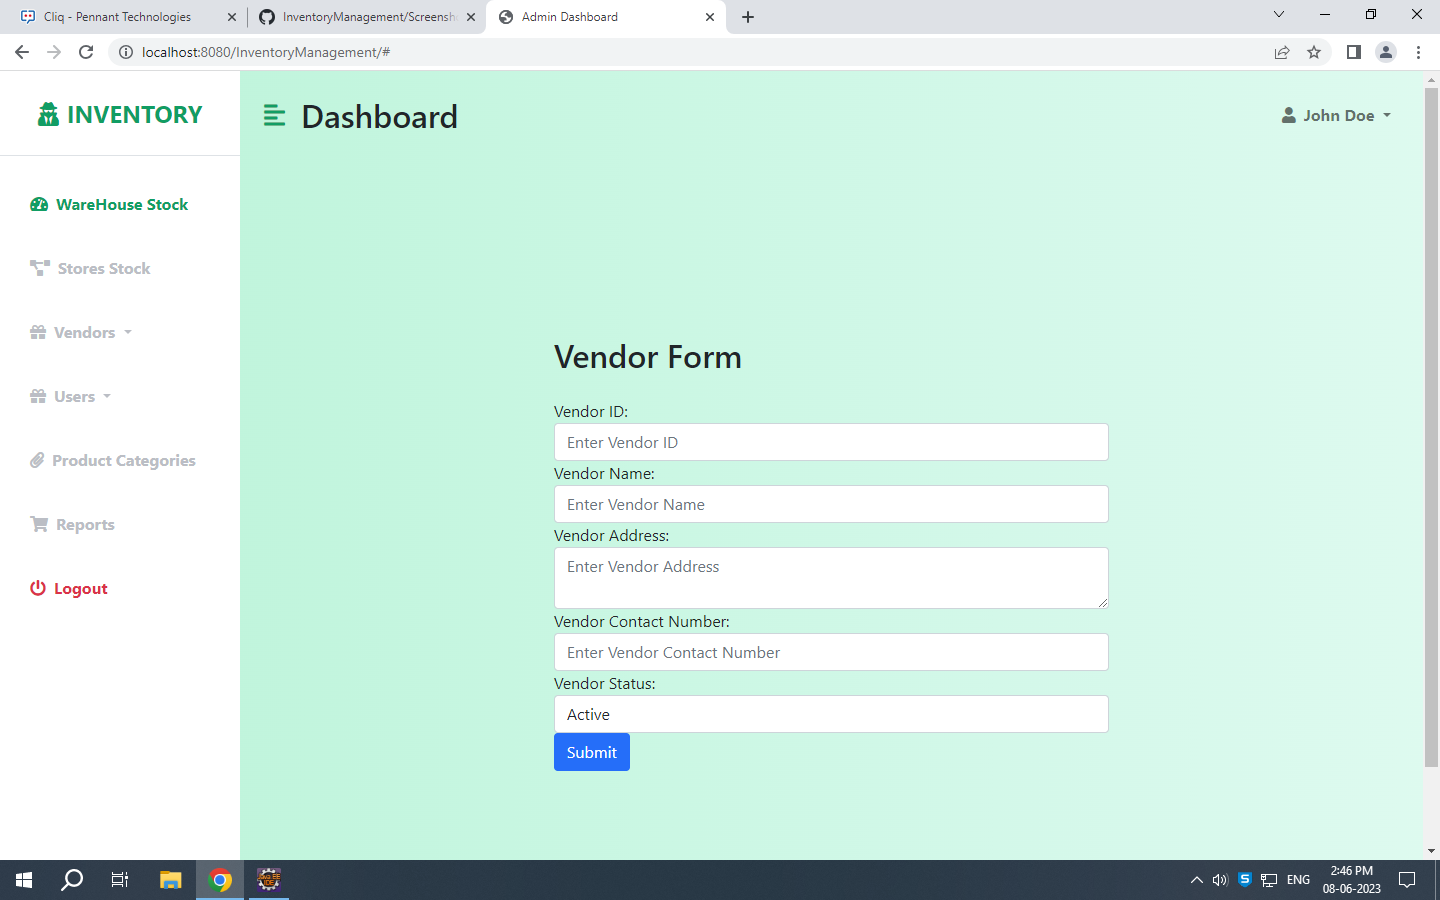 Cliq - Pennant Technologies
InventoryManagement/Screensh
Admin Dashboard
localhost:8080/InventoryManagement/#
INVENTORY
Dashboard
John Doe
WareHouse Stock
Stores Stock
Vendors
Users
Product Categories
Reports
Logout
Vendor Form
Vendor ID:
Enter Vendor ID
Vendor Name:
Enter Vendor Name
Vendor Address:
Enter Vendor Address
Vendor Contact Number:
Enter Vendor Contact Number
Vendor Status:
Active
Submit
Java EE
IDE
S
ENG
2:46 PM
08-06-2023